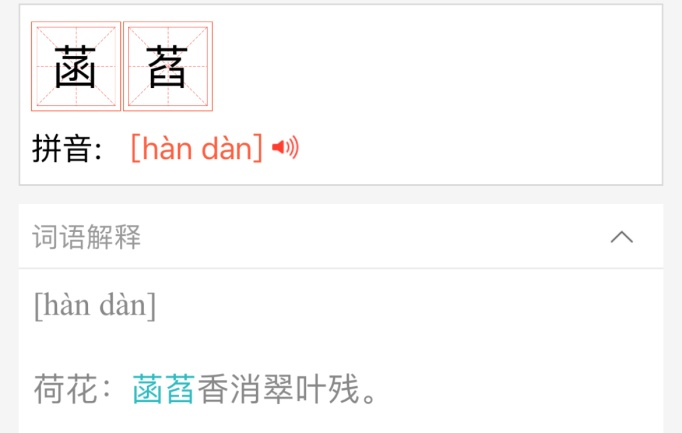 菡萏
拼音： [hàn dàn]
词语解释
[hàn dàn]
荷花：菡萏香消翠叶残。